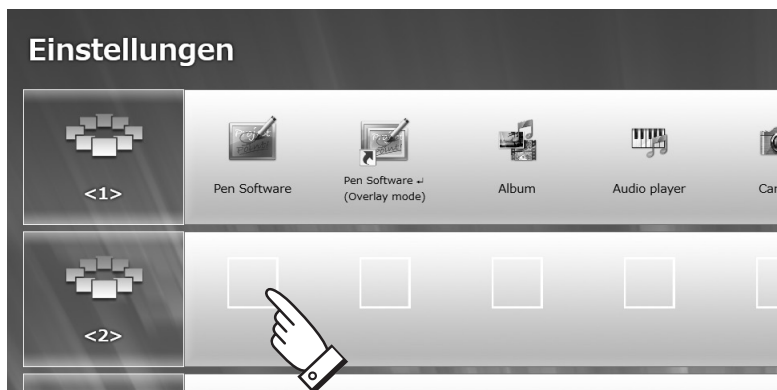 Einstellungen
<1>
Pen Software
Pen Software ↵
(Overlay mode)
Album
Audio player
<2>